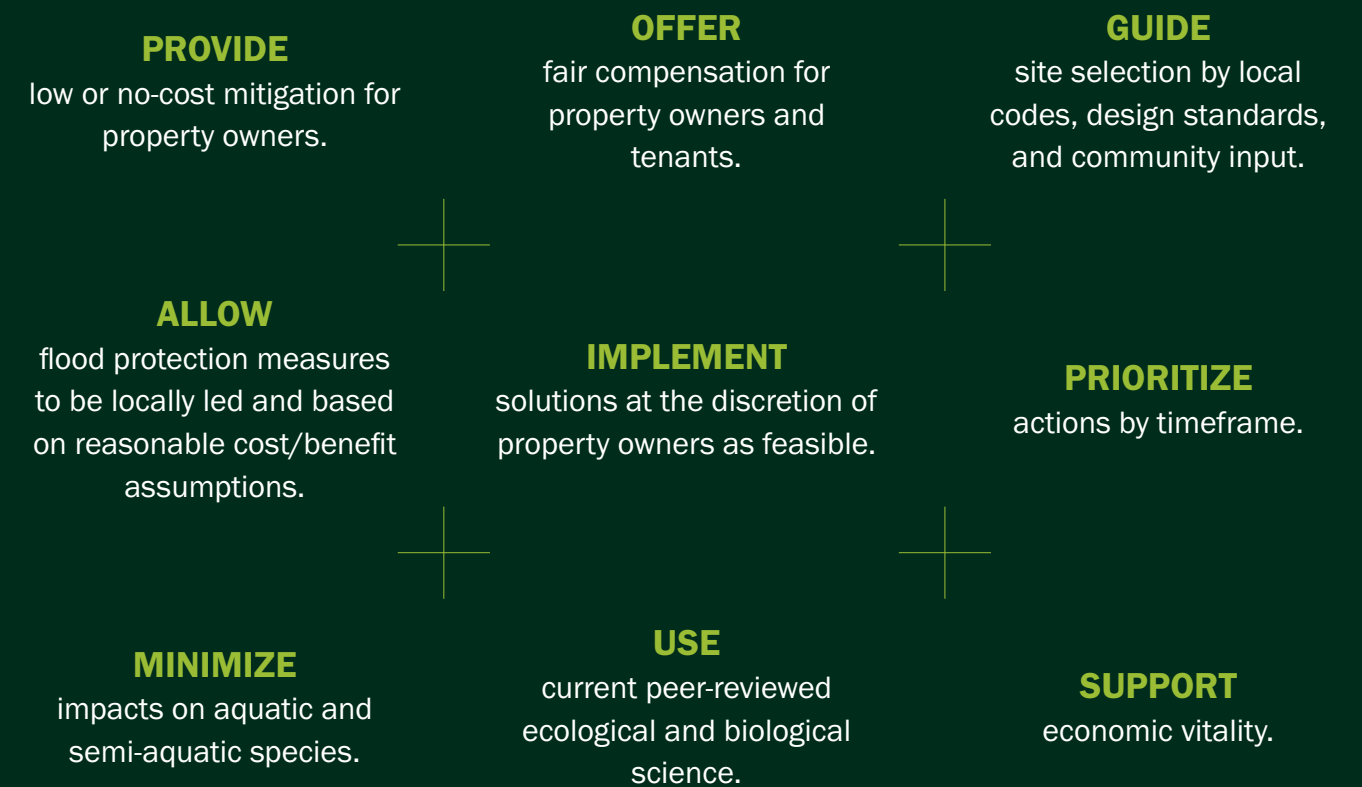 PROVIDE
low or no-cost mitigation for
property owners.
OFFER
fair compensation for
property owners and
tenants.
GUIDE
site selection by local
codes, design standards,
and community input.
ALLOW
flood protection measures
to be locally led and based
on reasonable cost/benefit
assumptions.
IMPLEMENT
solutions at the discretion of
property owners as feasible.
PRIORITIZE
actions by timeframe.
MINIMIZE
impacts on aquatic and
semi-aquatic species.
USE
current peer-reviewed
ecological and biological
science.
SUPPORT
economic vitality.